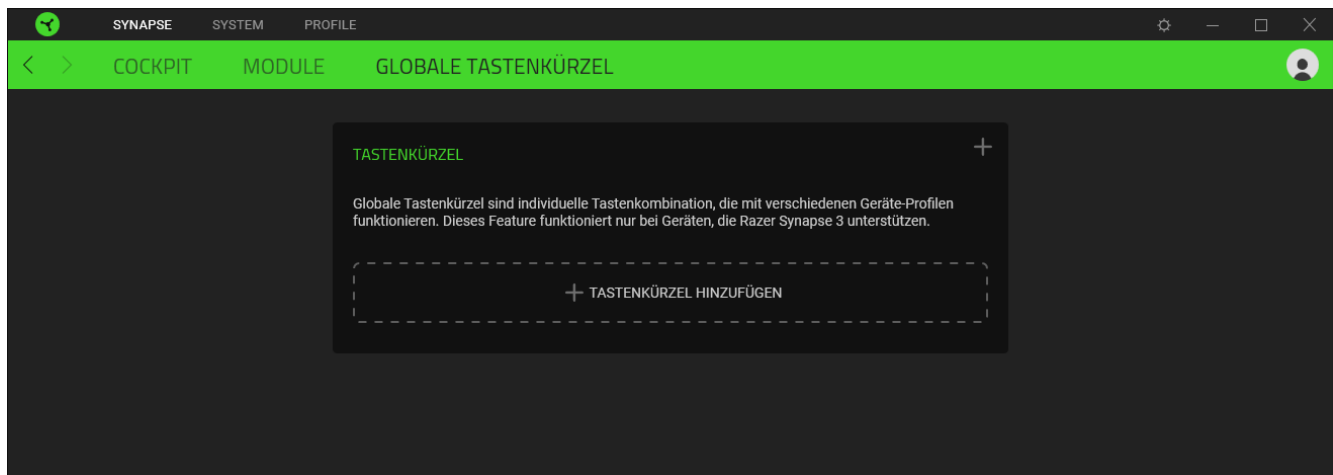 SYNAPSE SYSTEM PROFILE
COCKPIT MODULE GLOBALE TASTENKÜRZEL
TASTENKÜRZEL
Globale Tastenkürzel sind individuelle Tastenkombination, die mit verschiedenen Geräte-Profilen
funktionieren. Dieses Feature funktioniert nur bei Geräten, die Razer Synapse 3 unterstützen.
TASTENKÜRZEL HINZUFÜGEN